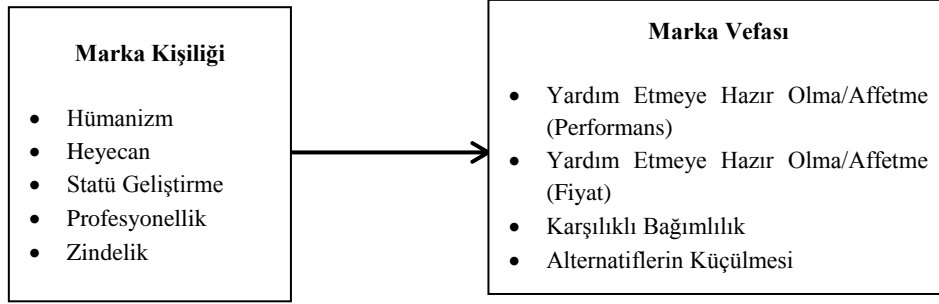 Marka Kişiliği
• Hümanizm
• Heyecan
• Statü Geliştirme
• Profesyonellik
• Zindelik
Marka Vefası
• Yardım Etmeye Hazır Olma/Affetme
(Performans)
• Yardım Etmeye Hazır Olma/Affetme
(Fiyat)
• Karşılıklı Bağımlılık
• Alternatiflerin Küçülmesi